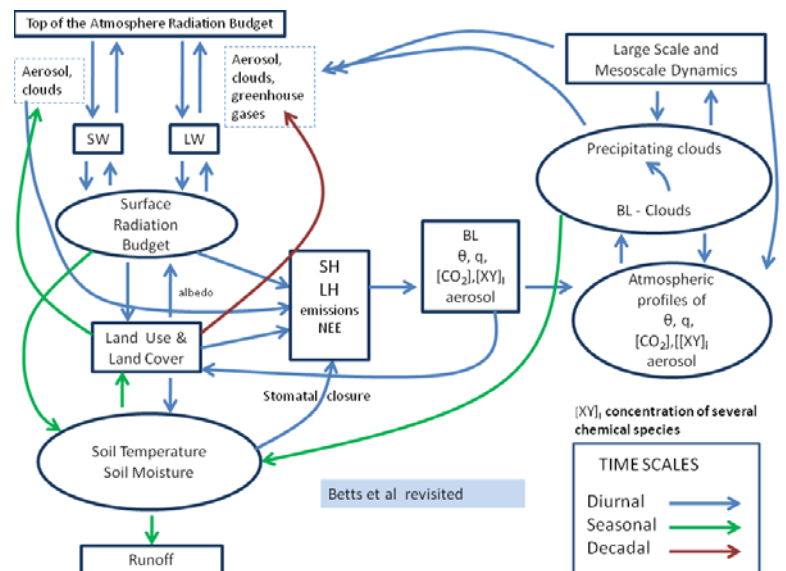 Top of the Atmosphere Radiation Budget
Aerosol,
clouds
Aerosol,
clouds,
greenhouse
gases
Large Scale and
Mesoscale Dynamics
SW
LW
Precipitating clouds
BL - Clouds
Surface
Radiation
Budget
albedo
SH
LH
emissions
NEE
BL
θ, q,
[CO₂],[XY]ᵢ
aerosol
Atmospheric
profiles of
θ, q,
[CO₂],[[XY]ᵢ
aerosol
Land Use &
Land Cover
Stomatal closure
Soil Temperature
Soil Moisture
Runoff
Betts et al revisited
[XY]ᵢ concentration of several
chemical species
TIME SCALES
Diurnal
Seasonal
Decadal